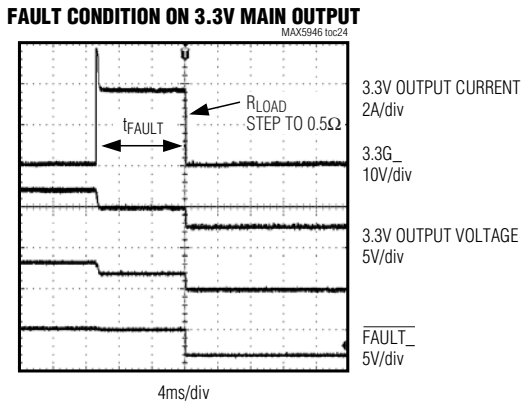 FAULT CONDITION ON 3.3V MAIN OUTPUT
MAX5946 toc24
3.3V OUTPUT CURRENT
2A/div
RLOAD
STEP TO 0.5Ω
tFAULT
3.3G_
10V/div
3.3V OUTPUT VOLTAGE
5V/div
FAULT_
5V/div
4ms/div